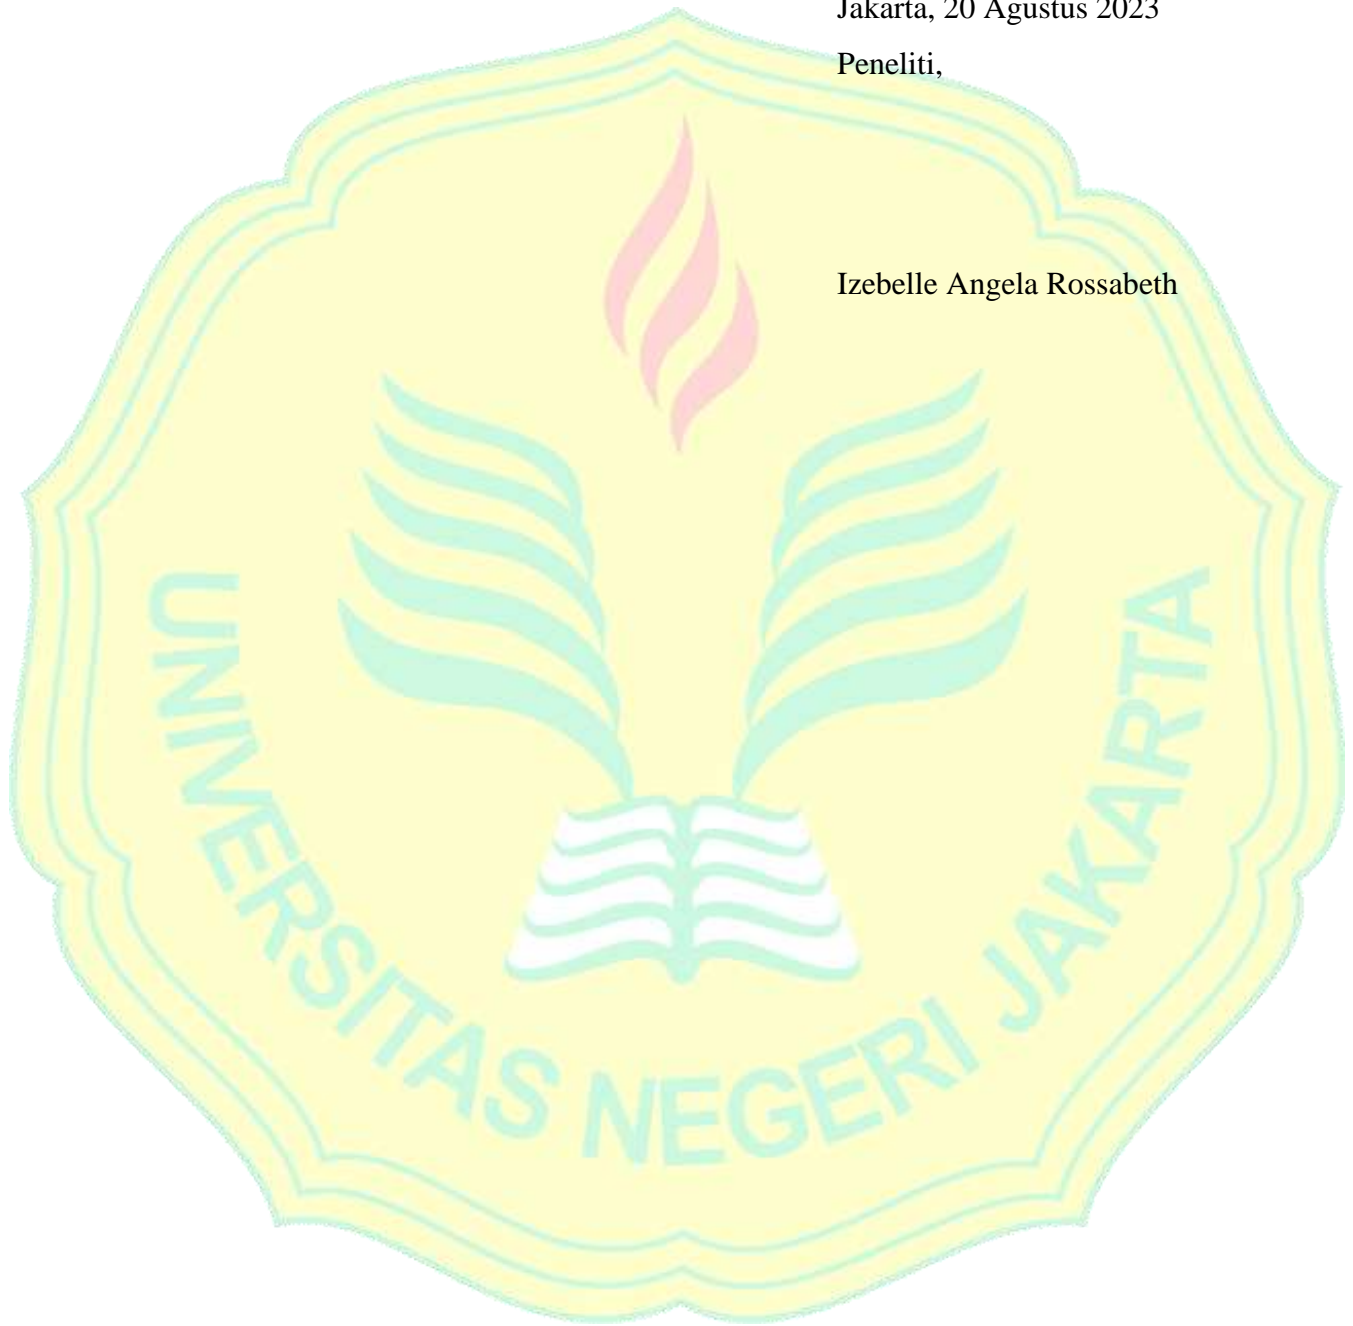 Jakarta, 20 Agustus 2023
Peneliti,
Izebelle Angela Rossabeth
UNIVERSITAS NEGERI JAKARTA